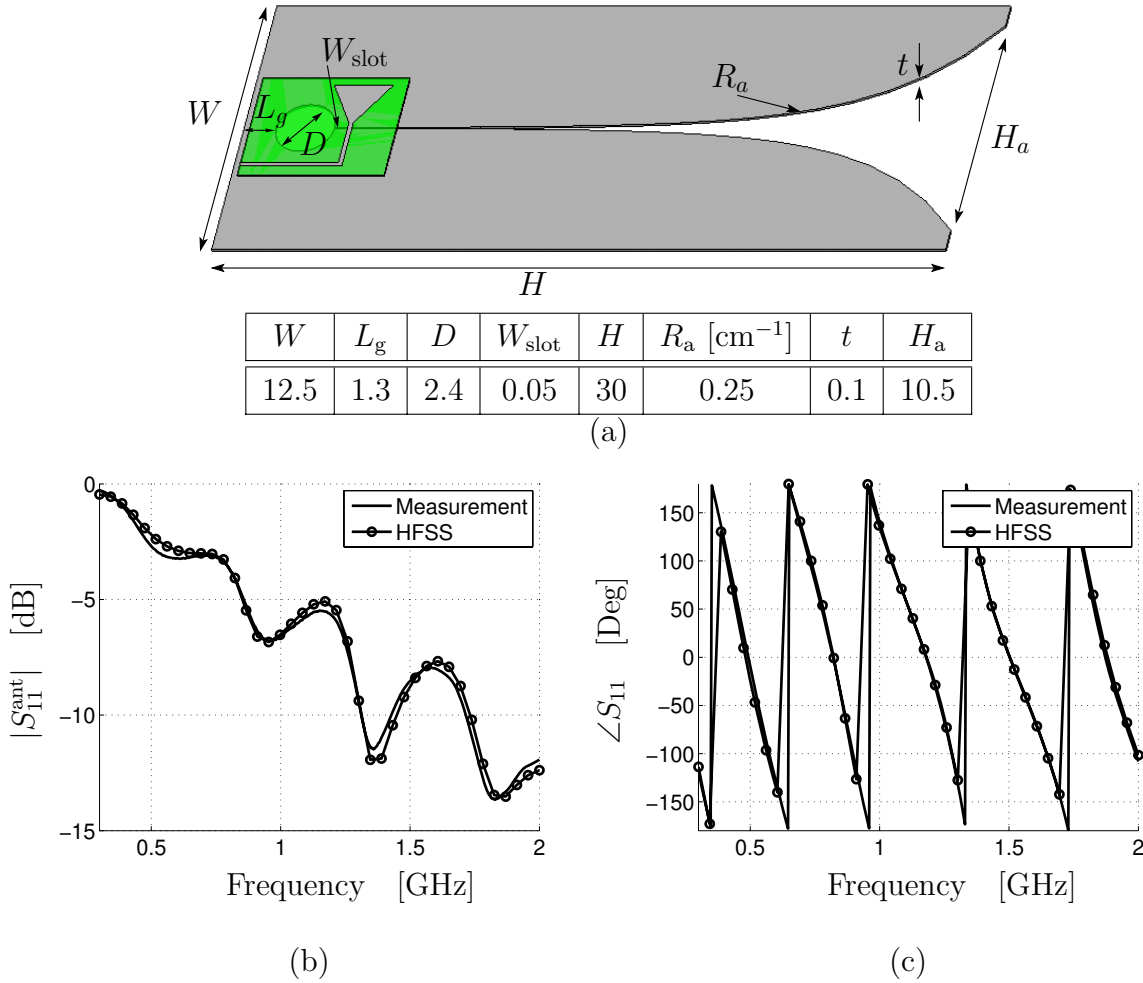 W
W_slot
L_g
D
R_a
t
H_a
H
W L_g D W_slot H R_a [cm⁻¹] t H_a
12.5 1.3 2.4 0.05 30 0.25 0.1 10.5
(a)
|S₁₁^ant| [dB]
0
−5
−10
−15
0.5 1 1.5 2
Frequency [GHz]
Measurement
HFSS
(b)
∠S₁₁ [Deg]
150
100
50
0
−50
−100
−150
0.5 1 1.5 2
Frequency [GHz]
Measurement
HFSS
(c)